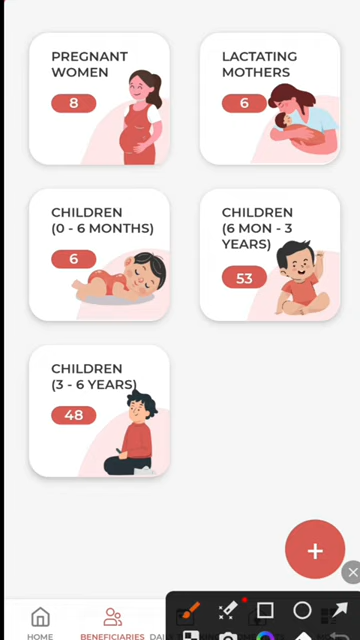 PREGNANT
WOMEN
8
LACTATING
MOTHERS
6
CHILDREN
(0 - 6 MONTHS)
6
CHILDREN
(6 MON - 3
YEARS)
53
CHILDREN
(3 - 6 YEARS)
48
+
HOME
BENEFICIARIES